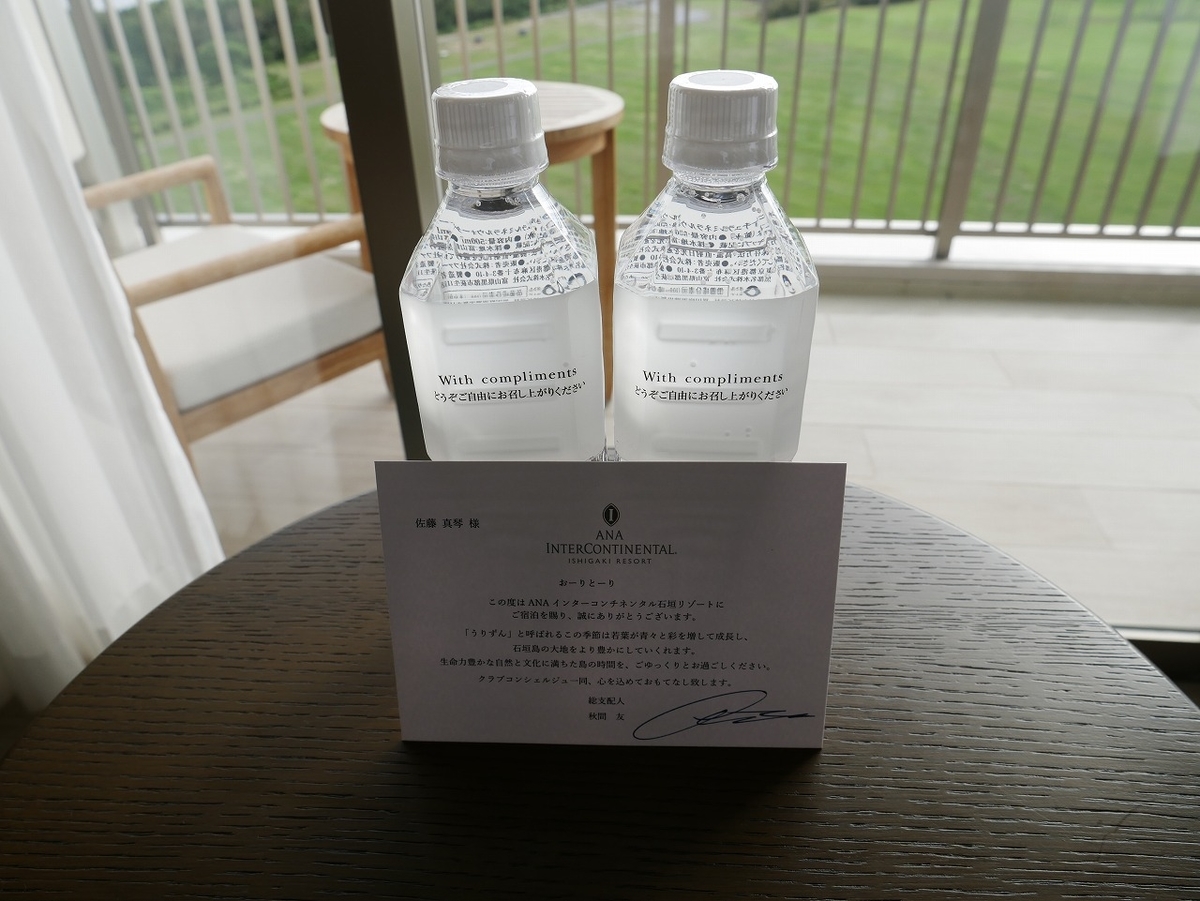 With compliments
どうぞご自由にお召し上がりください
With compliments
どうぞご自由にお召し上がりください
佐藤 真琴 様
ANA
INTERCONTINENTAL.
ISHIGAKI RESORT
おーりとーり
この度は ANA インターコンチネンタル石垣リゾートに
ご宿泊を賜り、誠にありがとうございます。
「うりずん」と呼ばれるこの季節は若葉が青々と彩を増して成長し、
石垣島の大地をより豊かにしていくれます。
生命力豊かな自然と文化に満ちた島の時間を、ごゆっくりとお過ごしください。
クラブコンシェルジュ一同、心を込めておもてなし致します。
総支配人
秋間 友